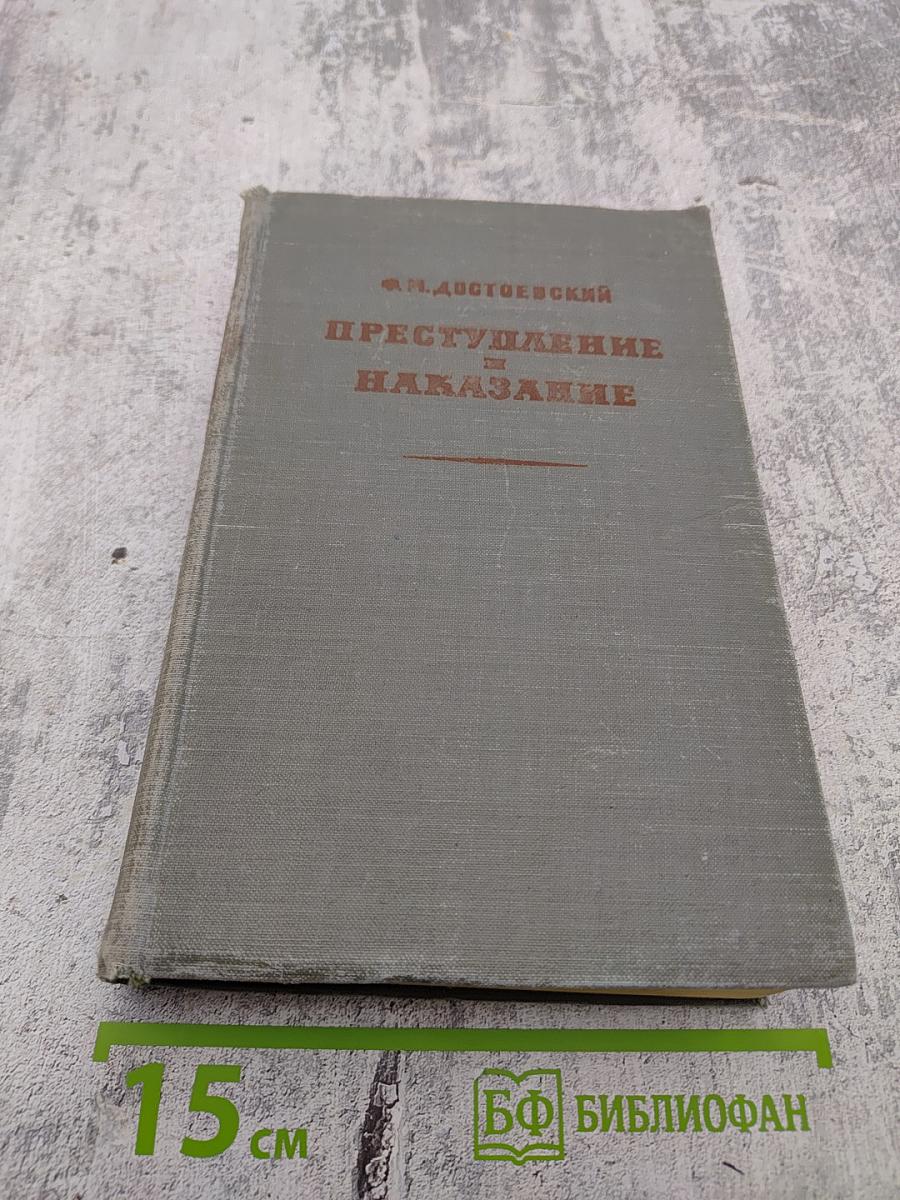 Ф.М.ДОСТОЕВСКИЙ
ПРЕСТУПЛЕНИЕ
И
НАКАЗАНИЕ
15 см
БФ БИБЛИОФАН